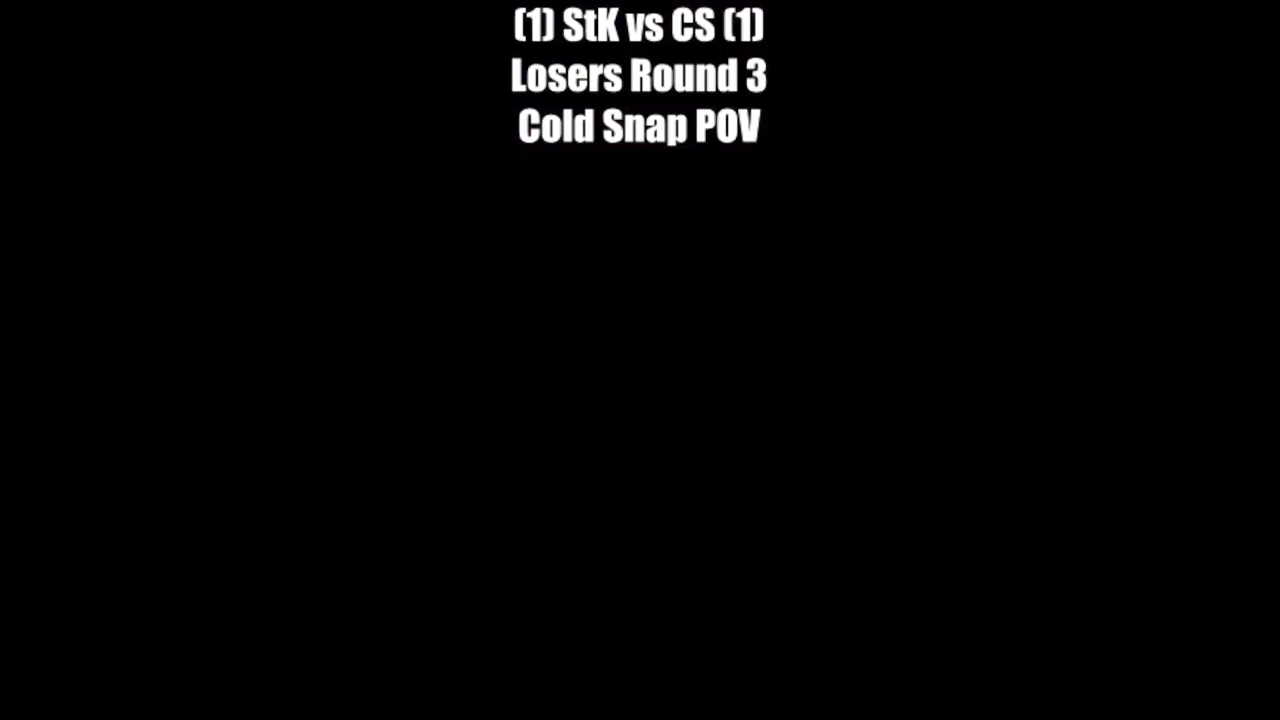 (1) StK vs CS (1)
Losers Round 3
Cold Snap POV